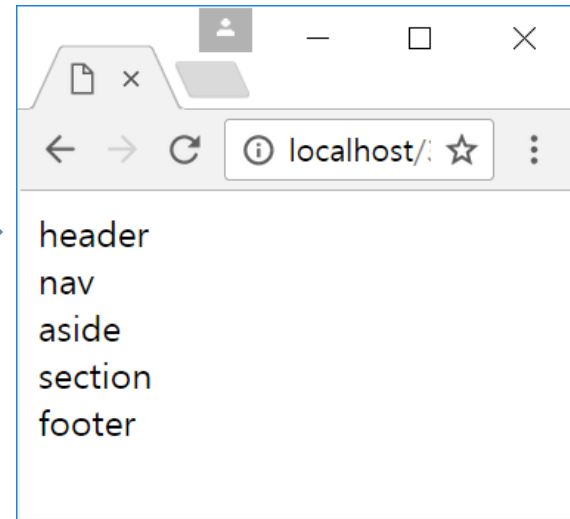 localhost/
header
nav
aside
section
footer